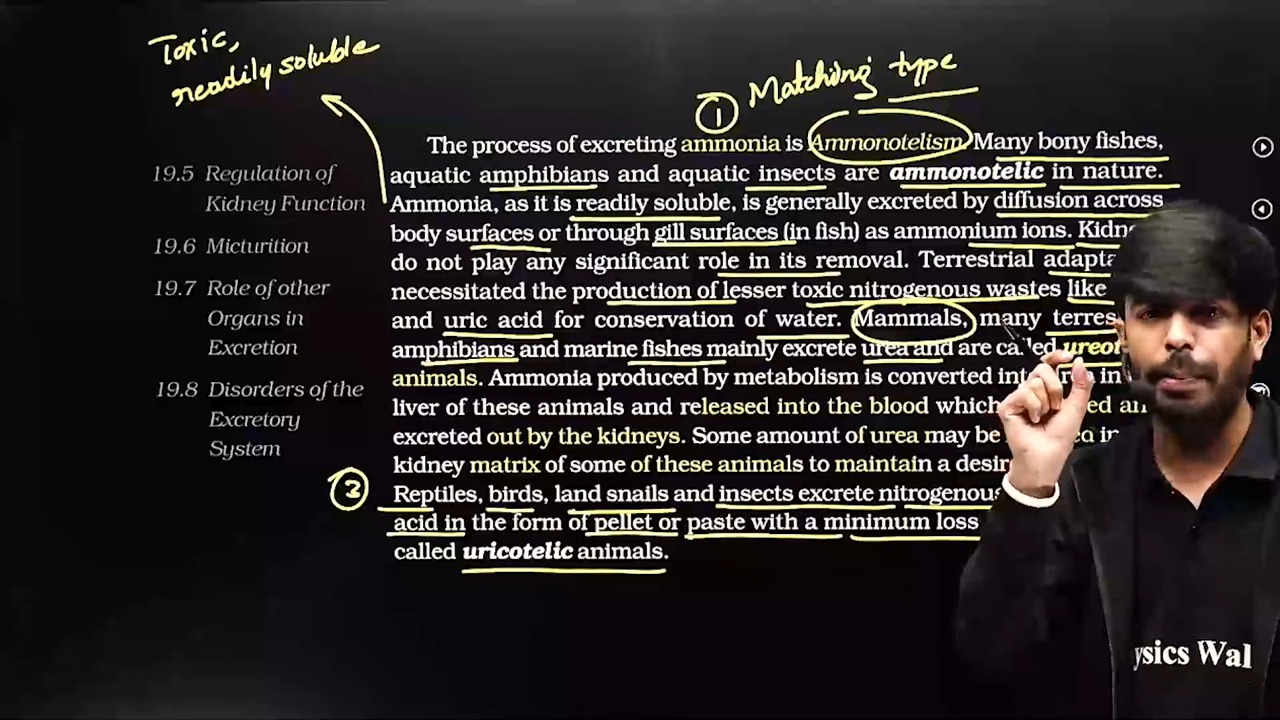 Toxic,
readily soluble
① Matching type
The process of excreting ammonia is Ammonotelism. Many bony fishes,
aquatic amphibians and aquatic insects are ammonotelic in nature.
Ammonia, as it is readily soluble, is generally excreted by diffusion across
body surfaces or through gill surfaces (in fish) as ammonium ions.
do not play any significant role in its removal. Terrestrial
necessitated the production of lesser toxic nitrogenous wastes like
and uric acid for conservation of water. Mammals, many
amphibians and marine fishes mainly excrete urea and are called
animals. Ammonia produced by metabolism is converted in
liver of these animals and released into the blood which an
excreted out by the kidneys. Some amount of urea may be in
kidney matrix of some of these animals to maintain a
③ Reptiles, birds, land snails and insects excrete
acid in the form of pellet or paste with a minimum loss
called uricotelic animals.
19.5 Regulation of
Kidney Function
19.6 Micturition
19.7 Role of other
Organs in
Excretion
19.8 Disorders of the
Excretory
System
ysics Wal